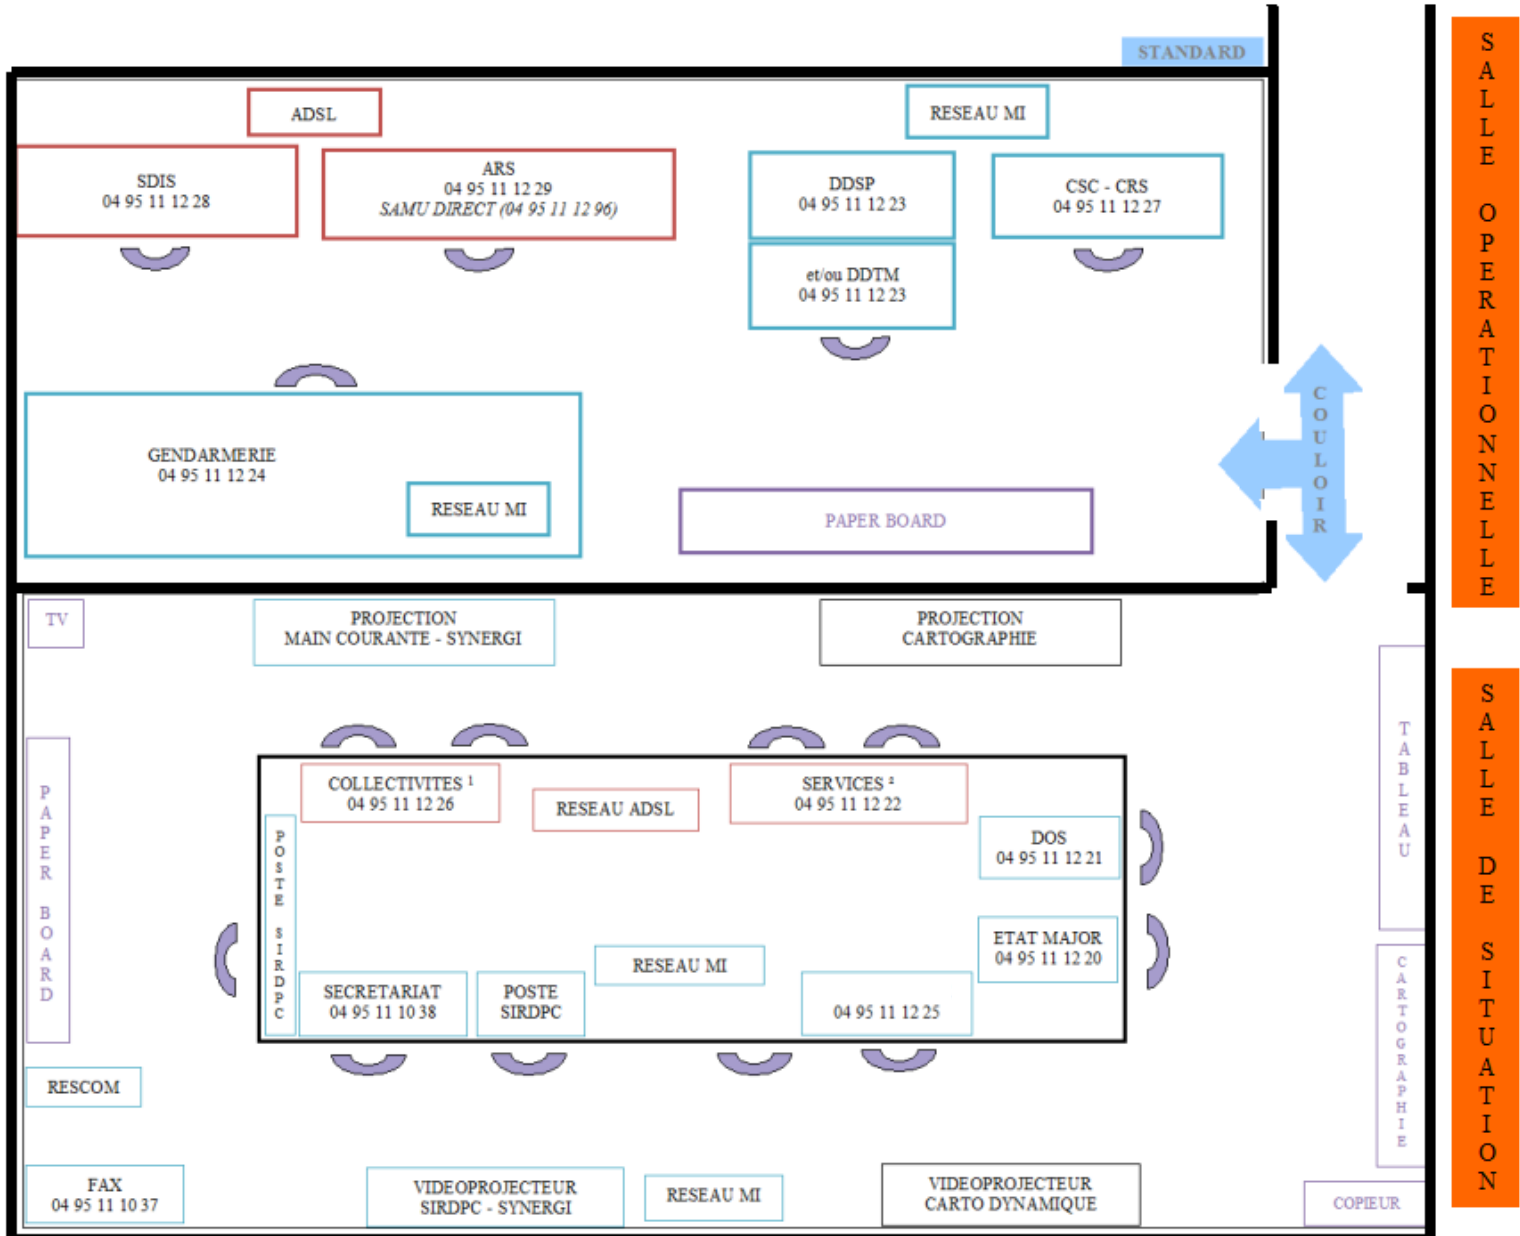 STANDARD
ADSL
RESEAU MI
SDIS
04 95 11 12 28
ARS
04 95 11 12 29
SAMU DIRECT (04 95 11 12 96)
DDSP
04 95 11 12 23
CSC - CRS
04 95 11 12 27
et/ou DDTM
04 95 11 12 23
GENDARMERIE
04 95 11 12 24
RESEAU MI
PAPER BOARD
COULOIR
SALLE OPERATIONNELLE
TV
PROJECTION
MAIN COURANTE - SYNERGI
PROJECTION
CARTOGRAPHIE
TABLEAU
PAPER BOARD
COLLECTIVITES ¹
04 95 11 12 26
RESEAU ADSL
SERVICES ²
04 95 11 12 22
POSTE SIRDPC
DOS
04 95 11 12 21
ETAT MAJOR
04 95 11 12 20
RESEAU MI
SECRETARIAT
04 95 11 10 38
POSTE
SIRDPC
04 95 11 12 25
CARTOGRAPHIE
RESCOM
FAX
04 95 11 10 37
VIDEOPROJECTEUR
SIRDPC - SYNERGI
RESEAU MI
VIDEOPROJECTEUR
CARTO DYNAMIQUE
COPIEUR
SALLE DE SITUATION